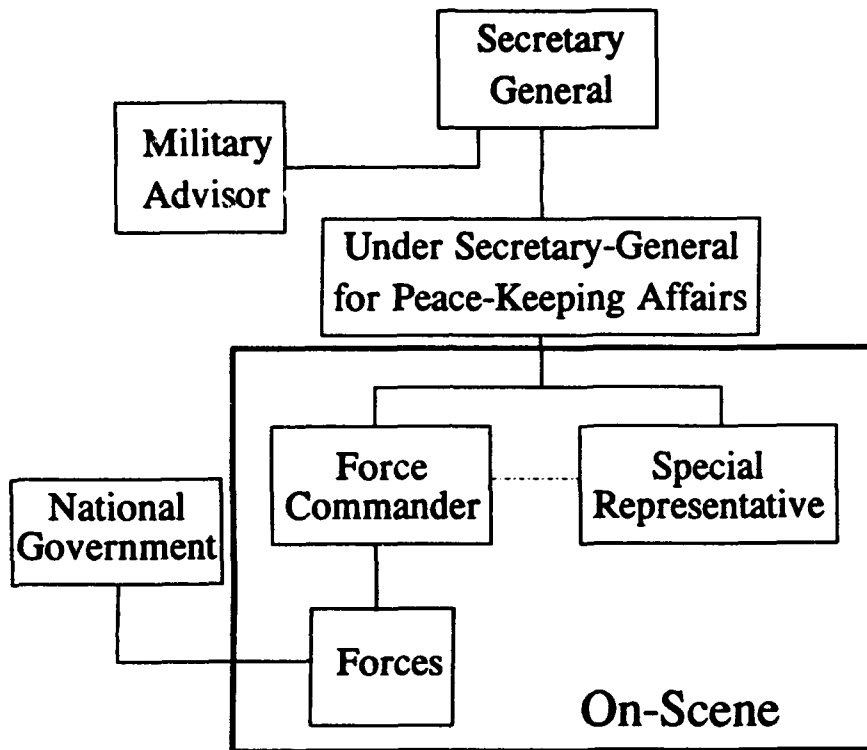 Secretary
General
Military
Advisor
Under Secretary-General
for Peace-Keeping Affairs
Force
Commander
Special
Representative
National
Government
Forces
On-Scene